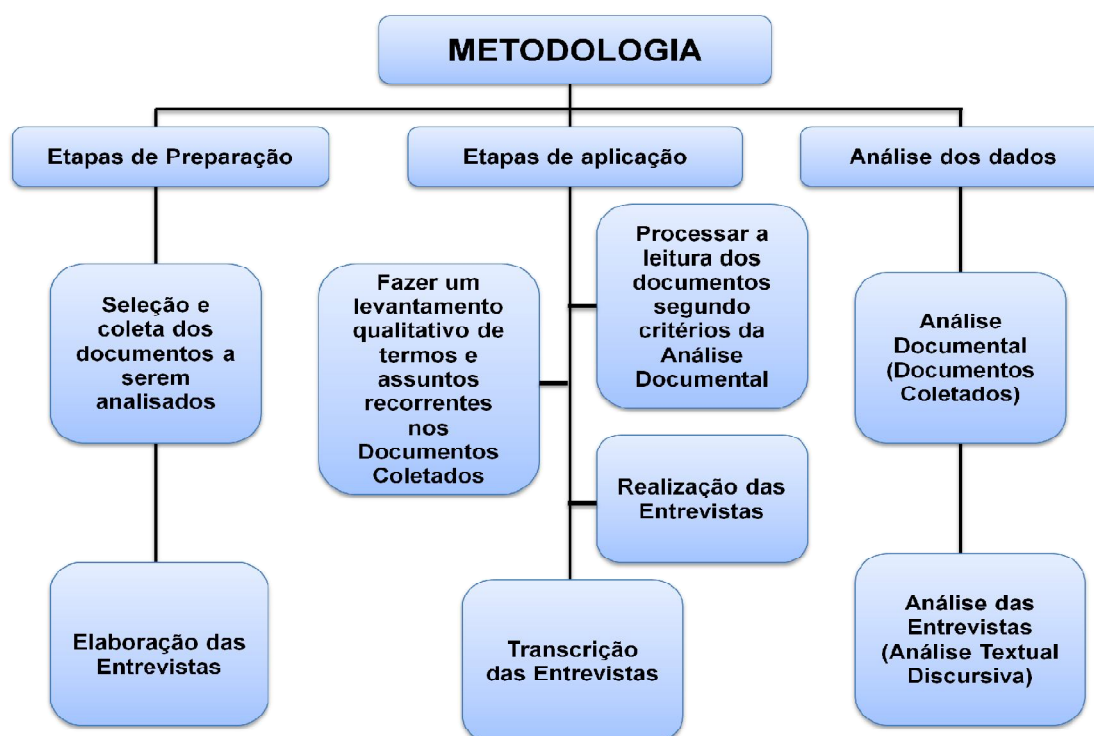 METODOLOGIA
Etapas de Preparação
Seleção e
coleta dos
documentos a
serem
analisados
Elaboração das
Entrevistas
Etapas de aplicação
Processar a
leitura dos
documentos
segundo
critérios da
Análise
Documental
Fazer um
levantamento
qualitativo de
termos e
assuntos
recorrentes
nos
Documentos
Coletados
Realização das
Entrevistas
Transcrição
das Entrevistas
Análise dos dados
Análise
Documental
(Documentos
Coletados)
Análise das
Entrevistas
(Análise Textual
Discursiva)